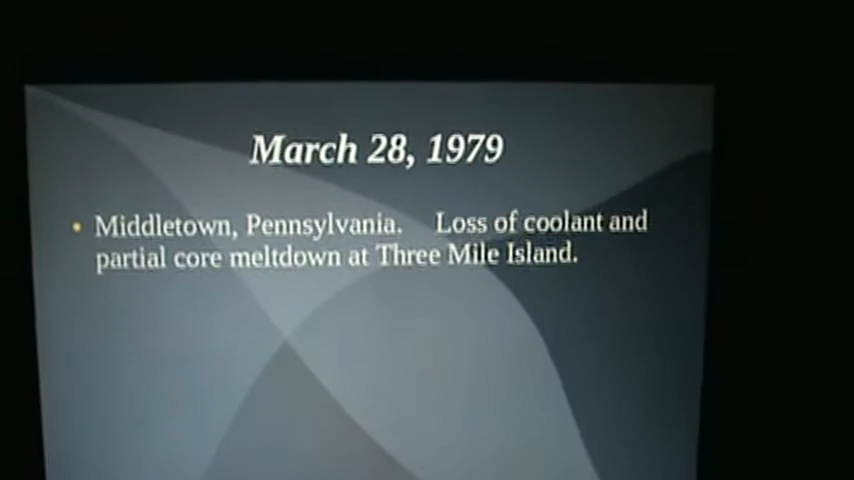 March 28, 1979
• Middletown, Pennsylvania. Loss of coolant and
partial core meltdown at Three Mile Island.